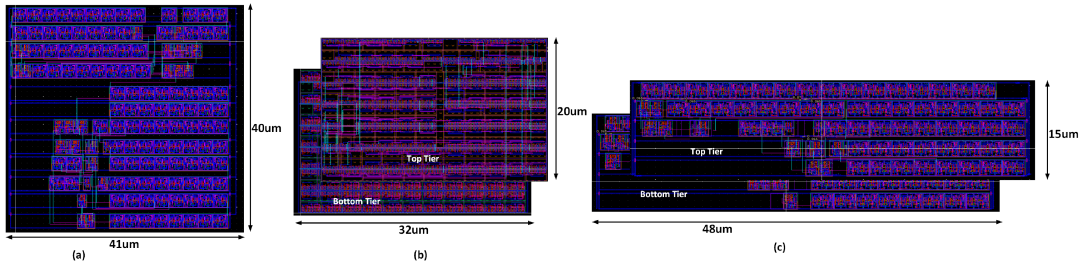 (a)
40um
41um
(b)
20um
Top Tier
Bottom Tier
32um
(c)
15um
Top Tier
Bottom Tier
48um